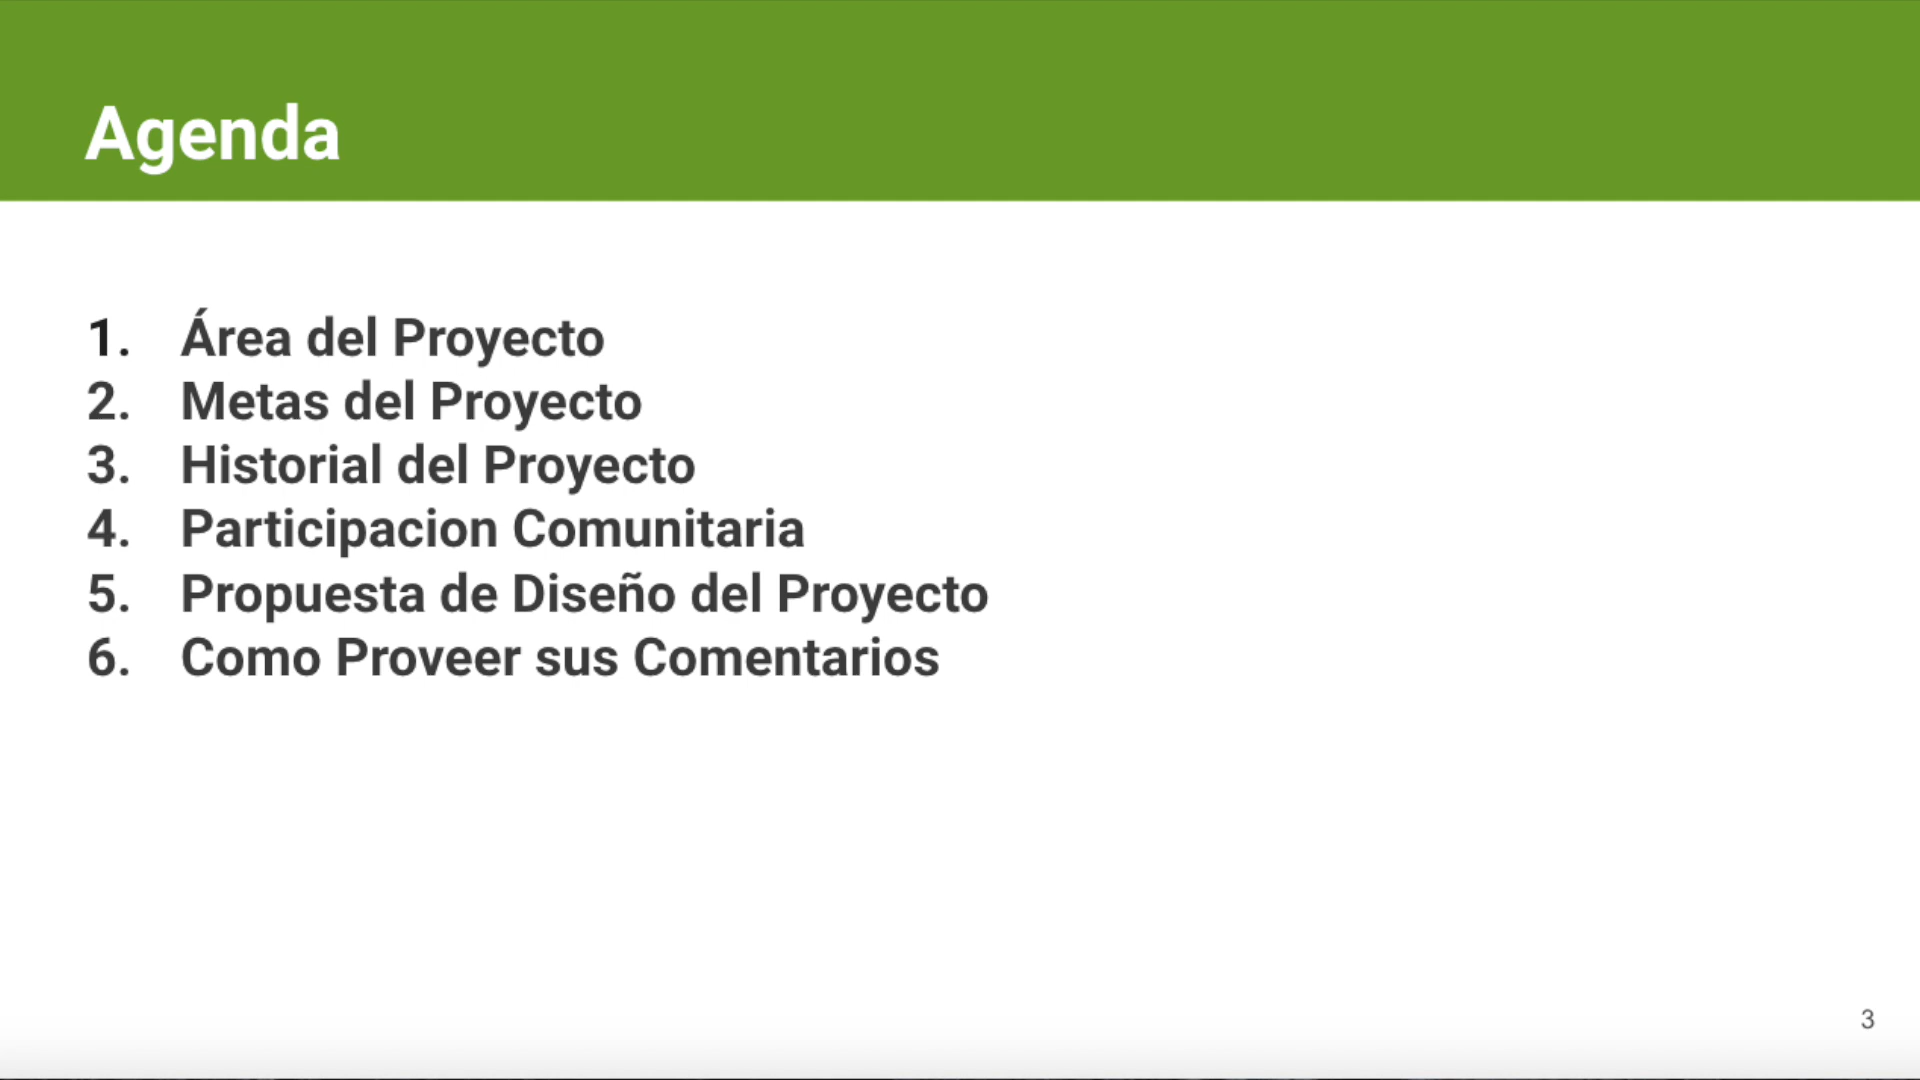 Agenda
1. Área del Proyecto
2. Metas del Proyecto
3. Historial del Proyecto
4. Participacion Comunitaria
5. Propuesta de Diseño del Proyecto
6. Como Proveer sus Comentarios
3